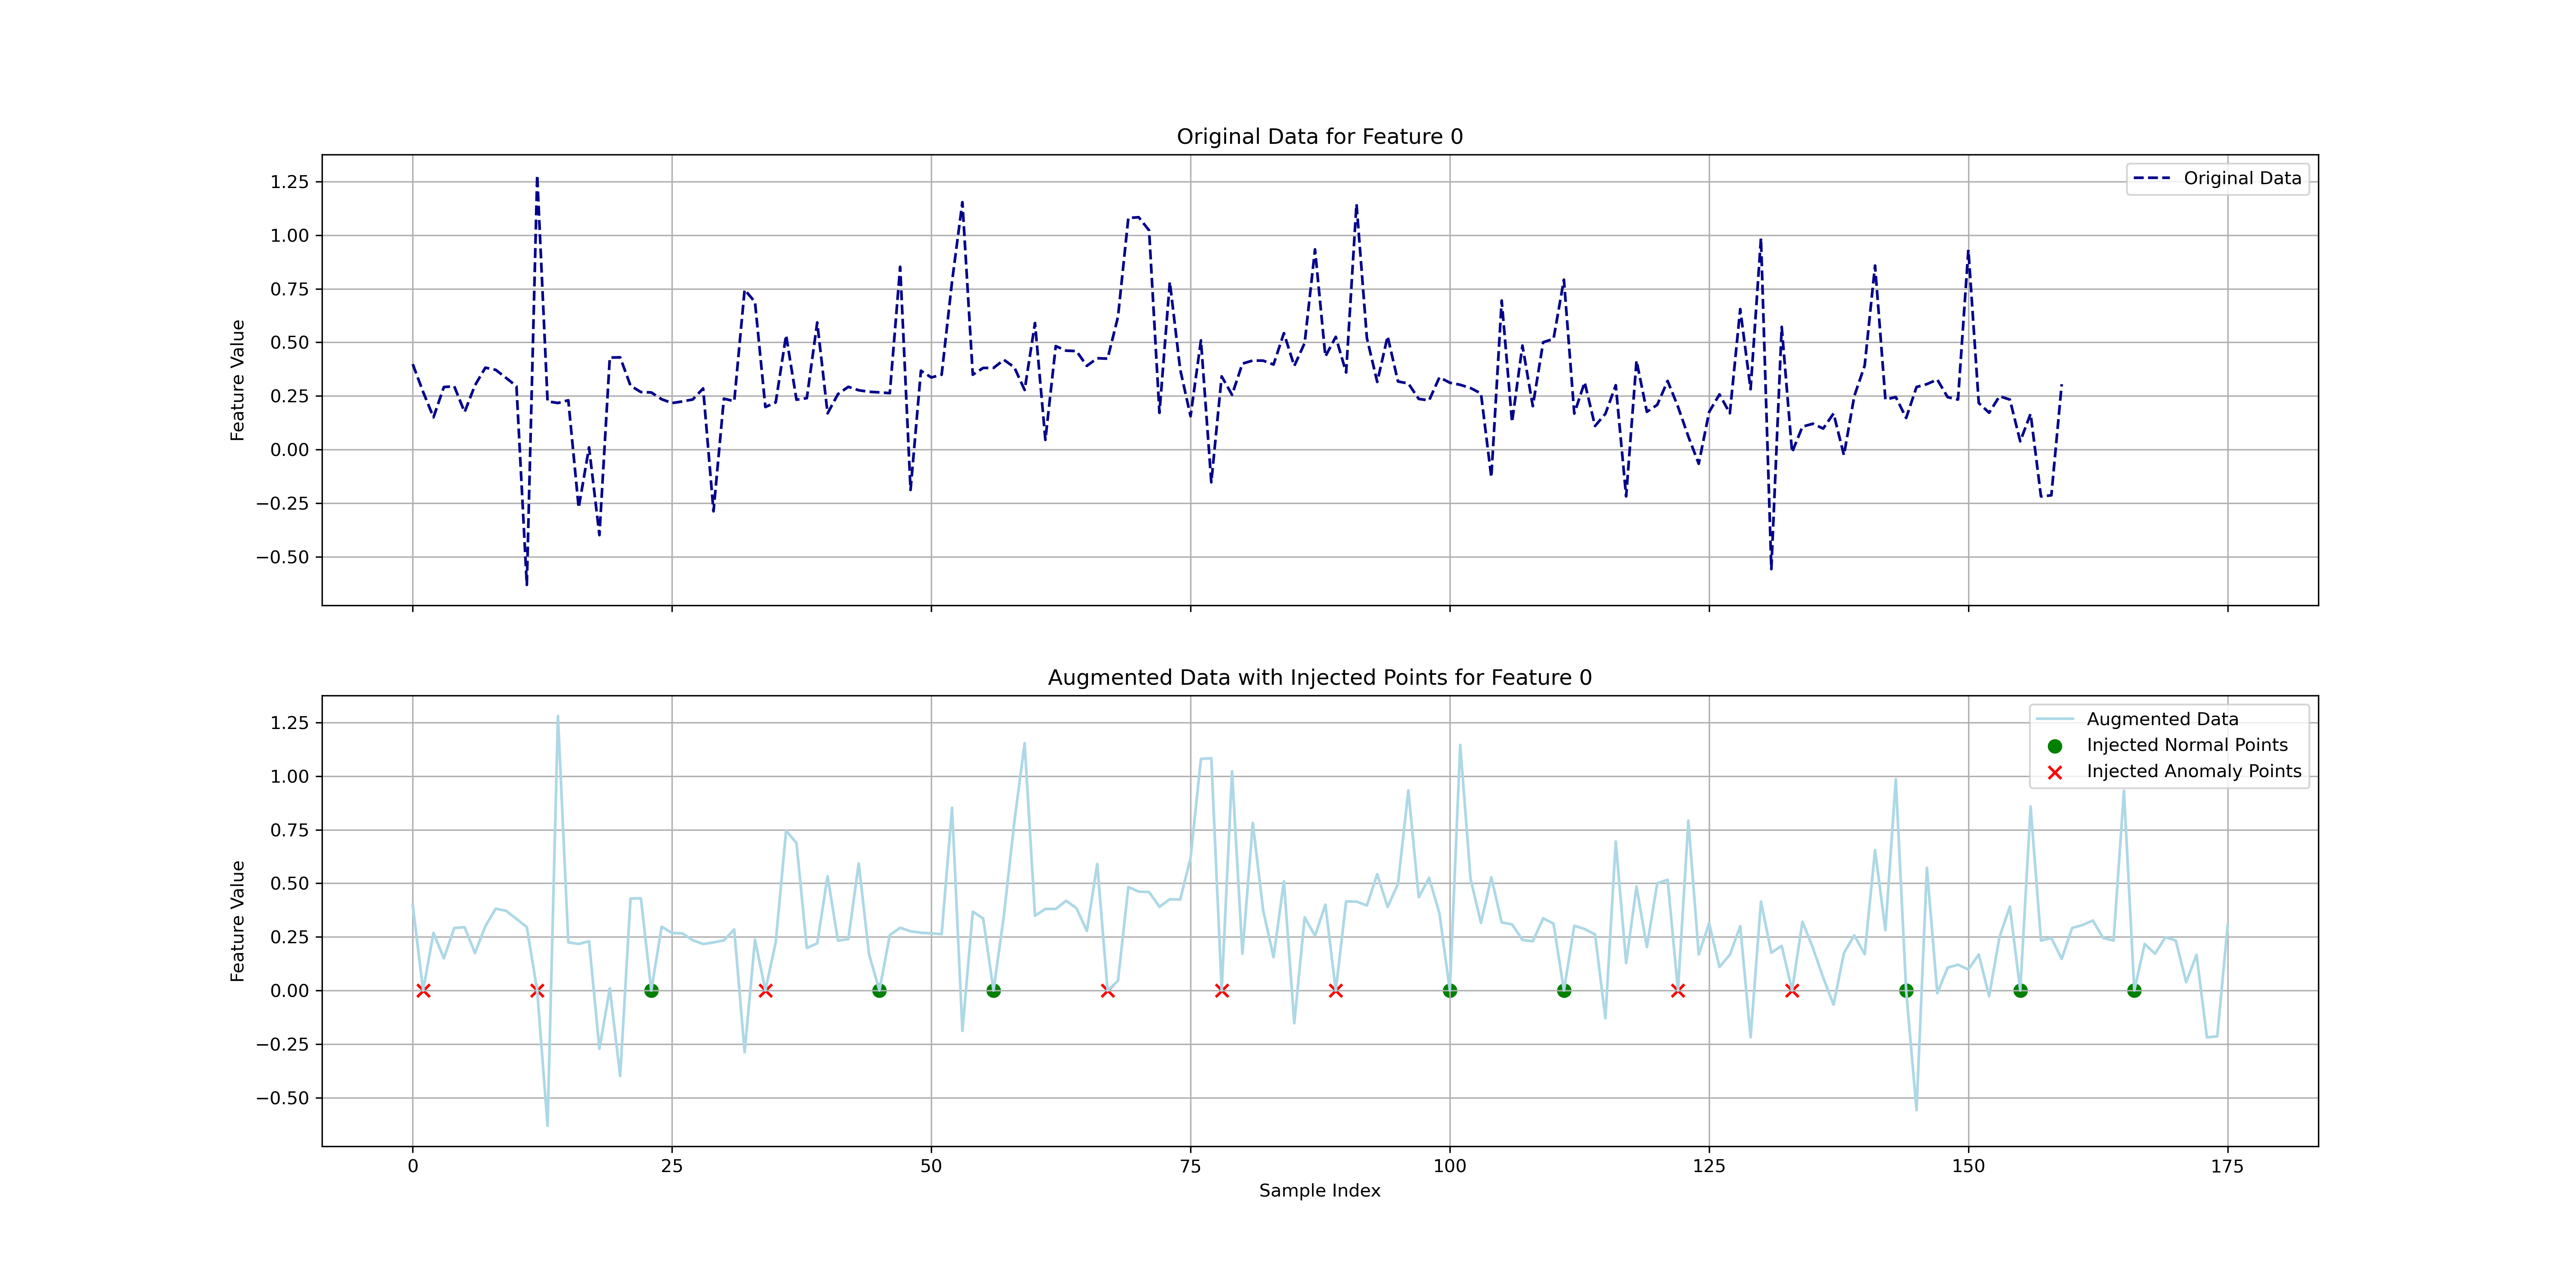 Original Data for Feature 0
1.25
1.00
0.75
0.50
0.25
0.00
−0.25
−0.50
Feature Value
Original Data
Augmented Data with Injected Points for Feature 0
1.25
1.00
0.75
0.50
0.25
0.00
−0.25
−0.50
Feature Value
Augmented Data
Injected Normal Points
Injected Anomaly Points
0 25 50 75 100 125 150 175
Sample Index